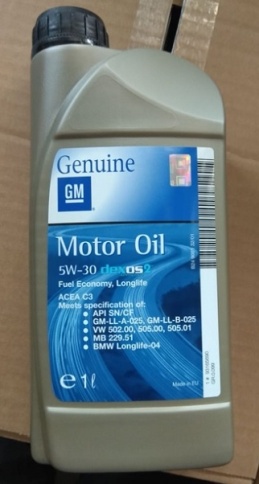 Genuine
GM
Motor Oil
5W-30 dexos2
Fuel Economy, Longlife
ACEA C3
Meets specification of:
● API SN/CF
● GM-LL-A-025, GM-LL-B-025
● VW 502.00, 505.00, 505.01
● MB 229.51
● BMW Longlife-04
e 1ℓ
Made in EU